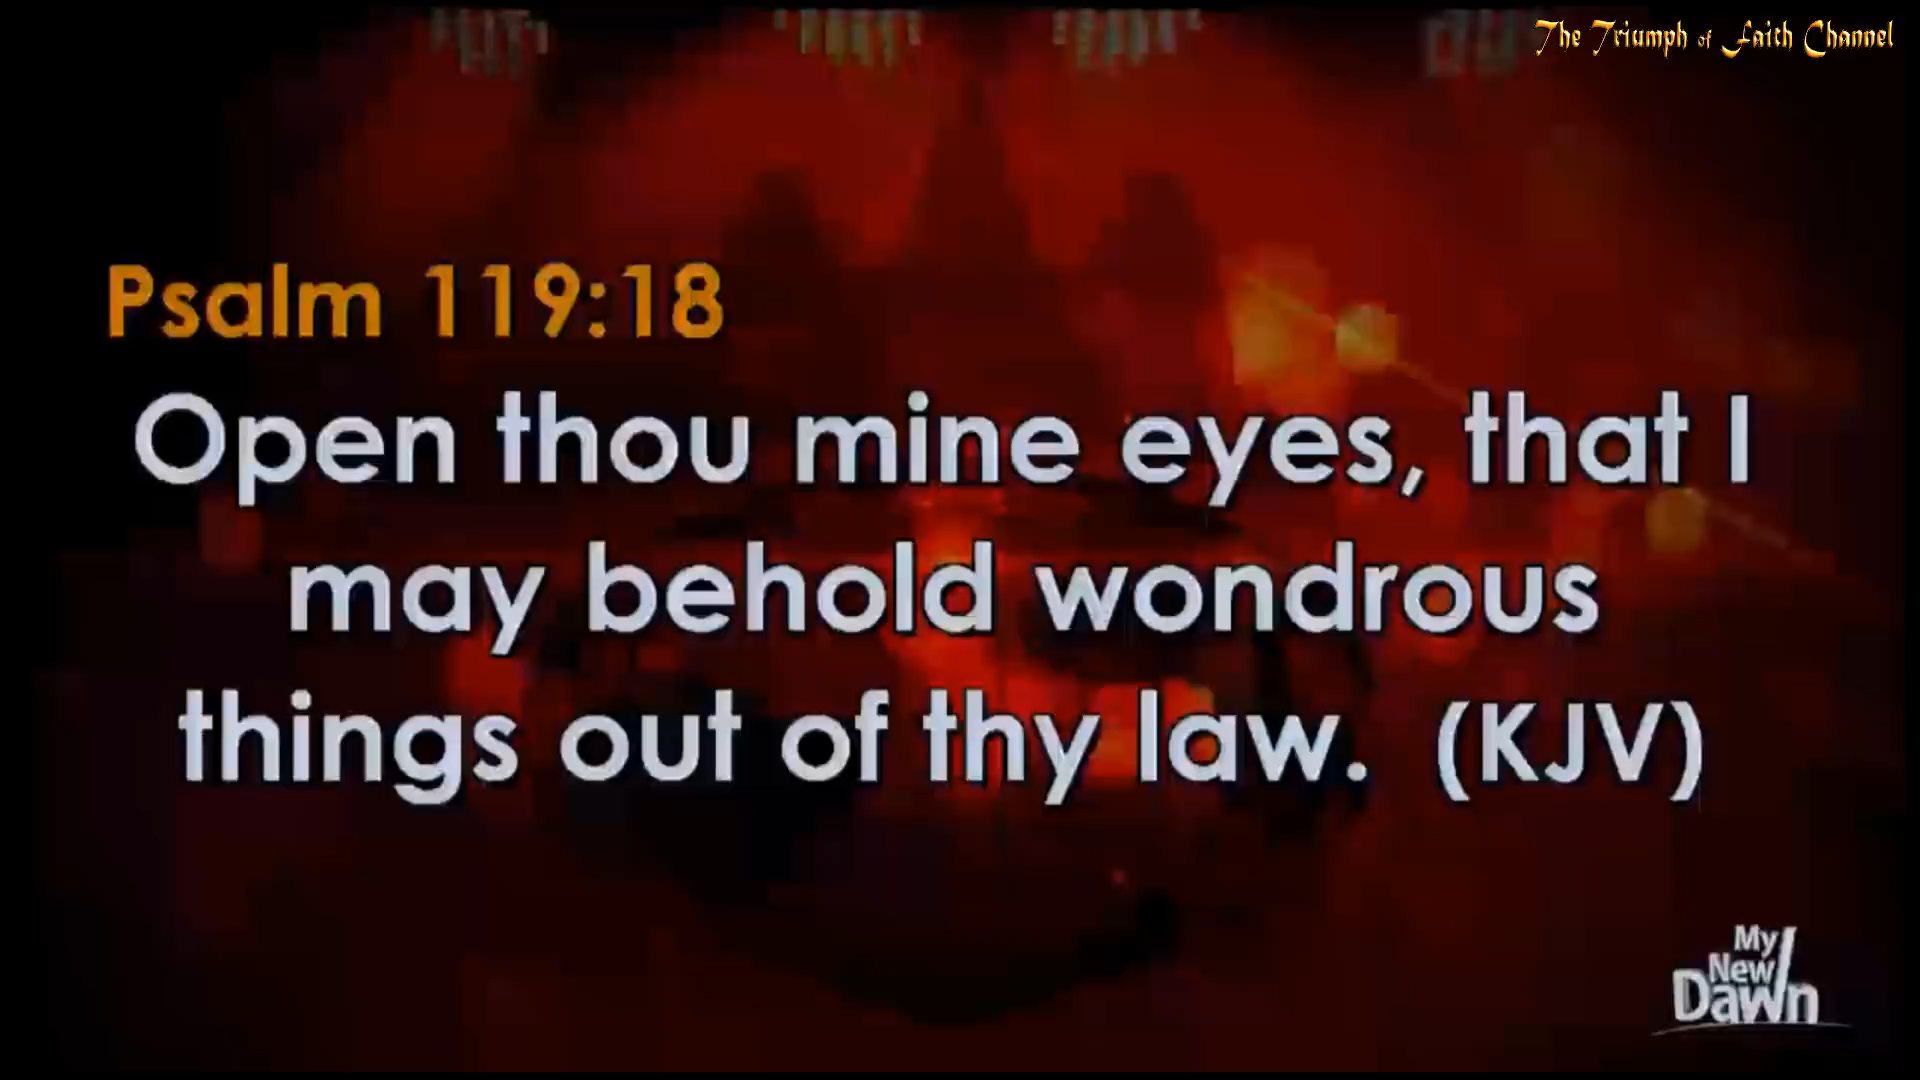 The Triumph of Faith Channel
Psalm 119:18
Open thou mine eyes, that I
may behold wondrous
things out of thy law. (KJV)
My
New
Dawn